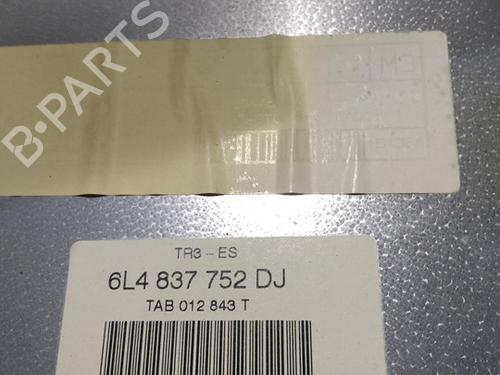 B-PARTS
TR3-ES
6L4 837 752 DJ
TAB 012 843 T